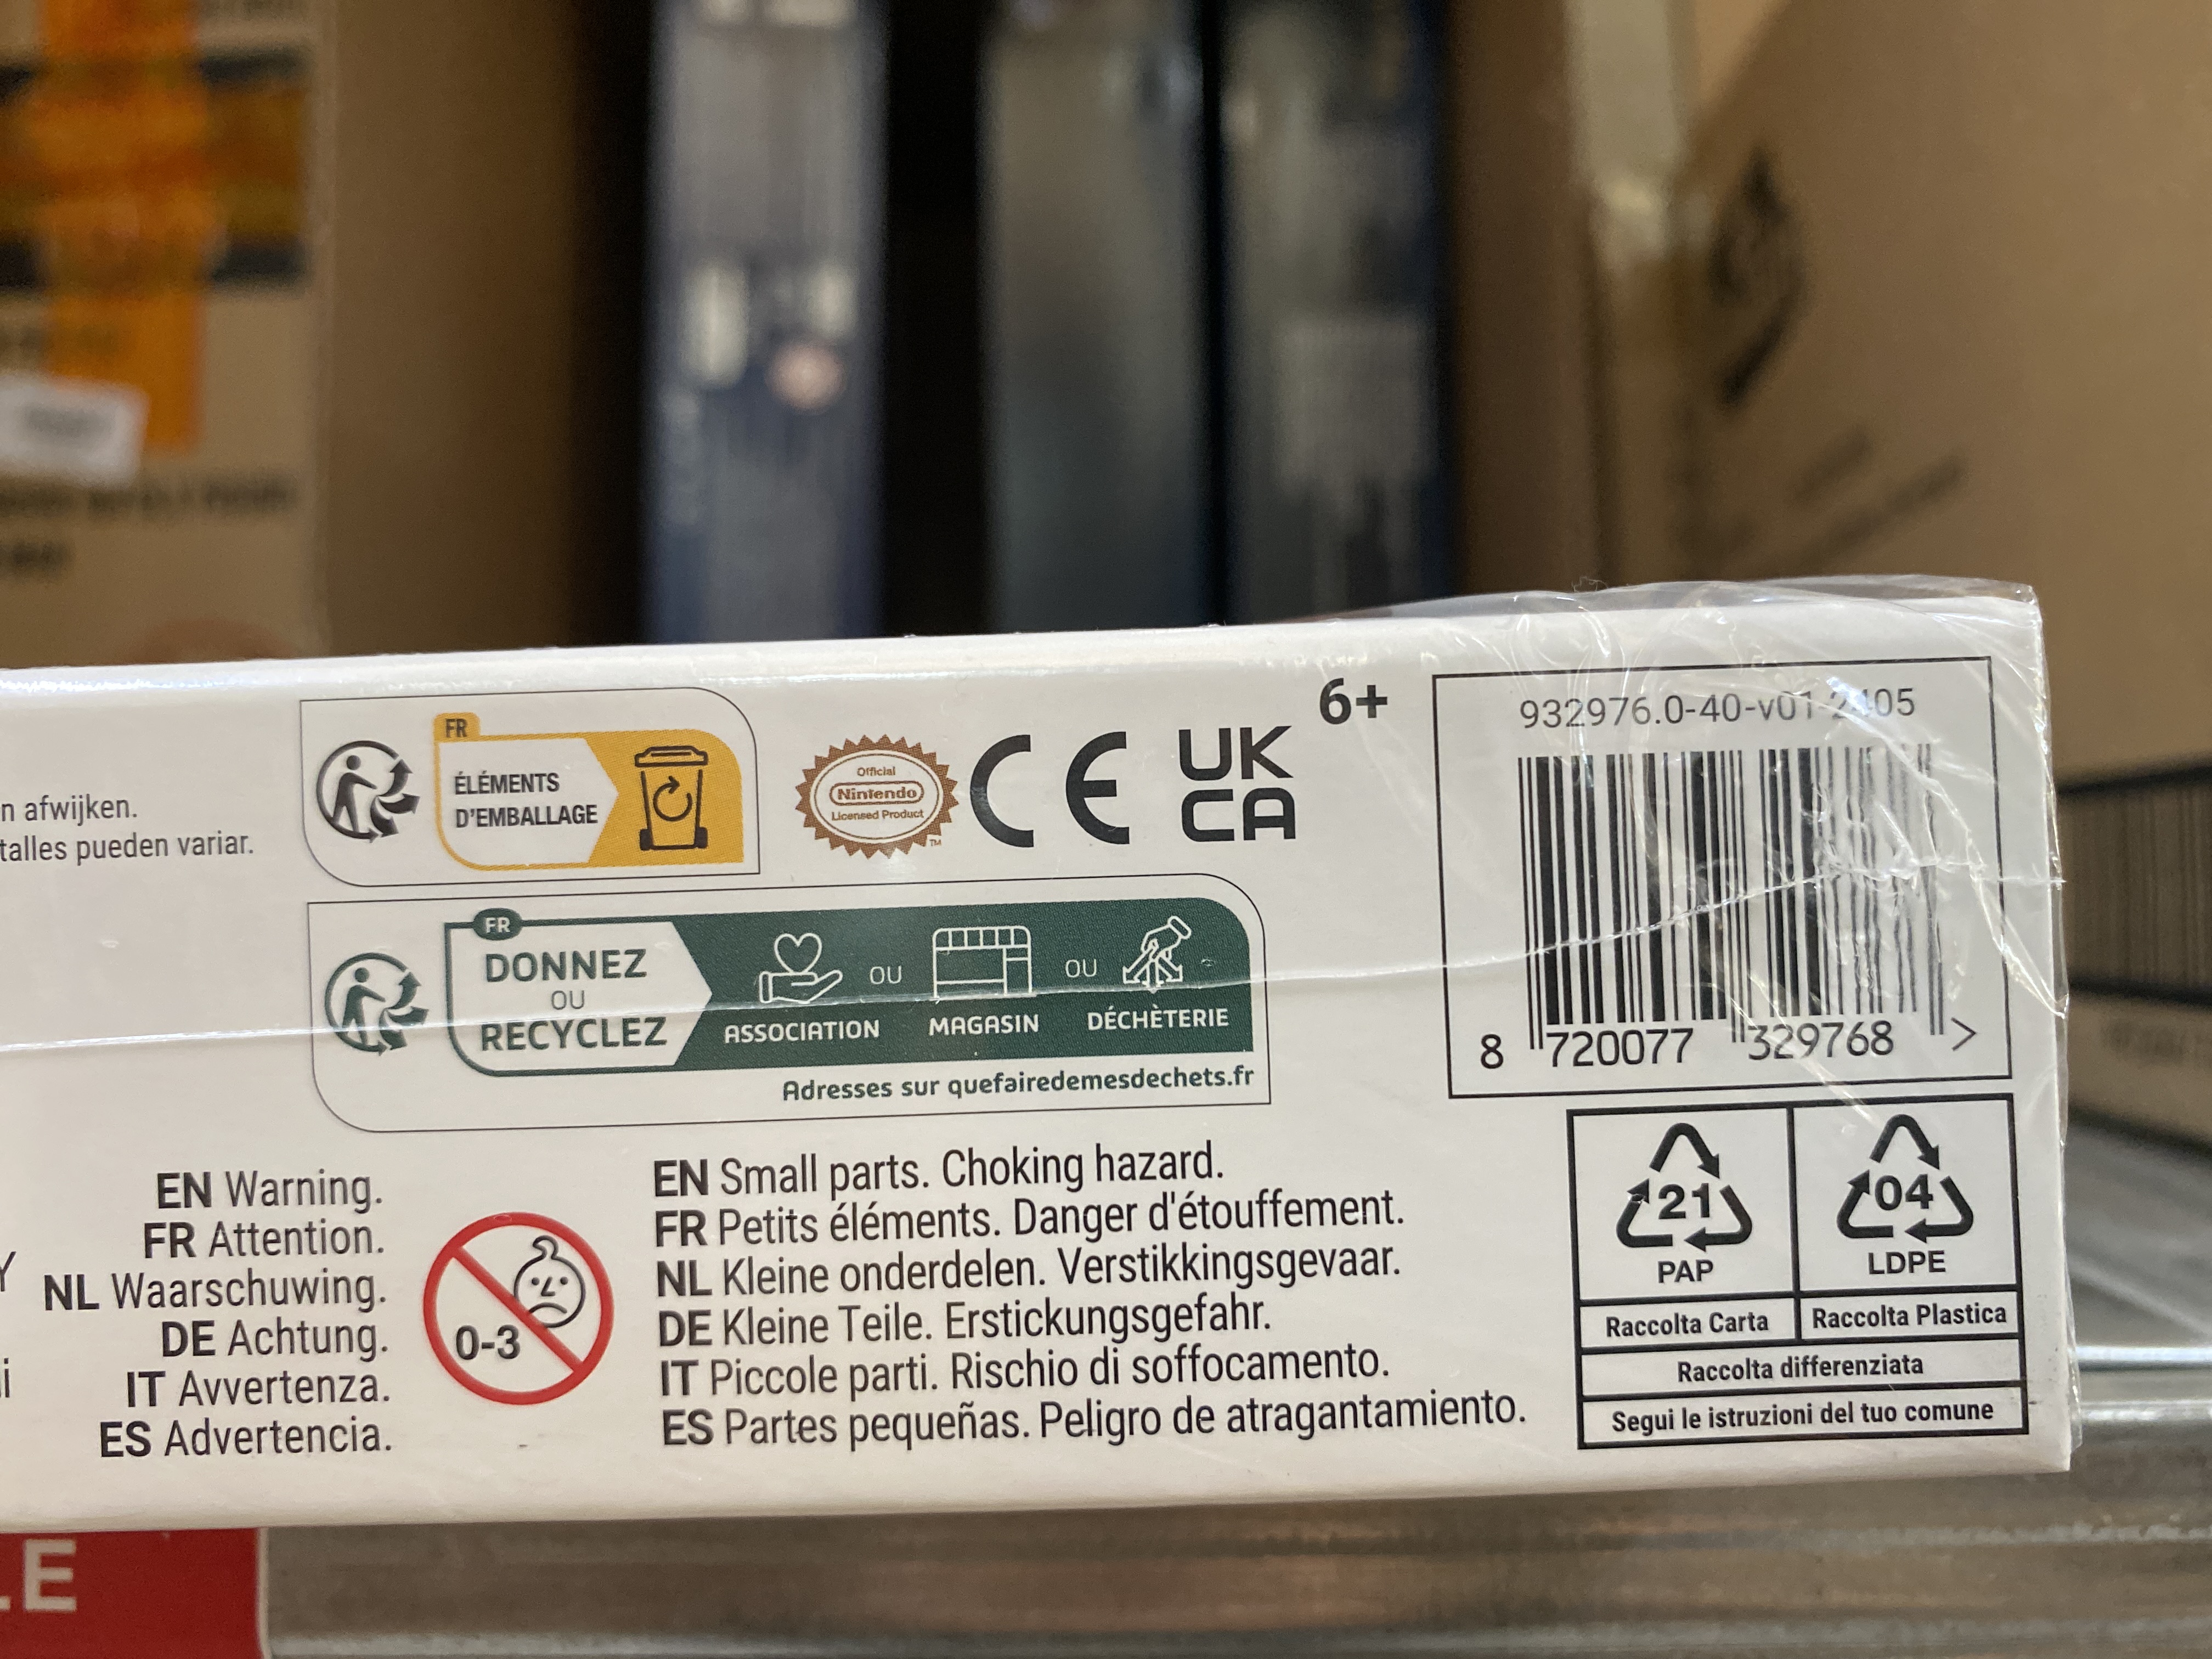 n afwijken.
talles pueden variar.
FR
ÉLÉMENTS
D'EMBALLAGE
Official
Nintendo
Licensed Product
TM
CE
UK
CA
6+
932976.0-40-v01-2405
8 720077 329768 >
FR
DONNEZ
OU
RECYCLEZ
ASSOCIATION
OU
MAGASIN
OU
DÉCHÈTERIE
Adresses sur quefairedemesdechets.fr
Y
i
EN Warning.
FR Attention.
NL Waarschuwing.
DE Achtung.
IT Avvertenza.
ES Advertencia.
0-3
EN Small parts. Choking hazard.
FR Petits éléments. Danger d'étouffement.
NL Kleine onderdelen. Verstikkingsgevaar.
DE Kleine Teile. Erstickungsgefahr.
IT Piccole parti. Rischio di soffocamento.
ES Partes pequeñas. Peligro de atragantamiento.
21
PAP
04
LDPE
Raccolta Carta
Raccolta Plastica
Raccolta differenziata
Segui le istruzioni del tuo comune
LE